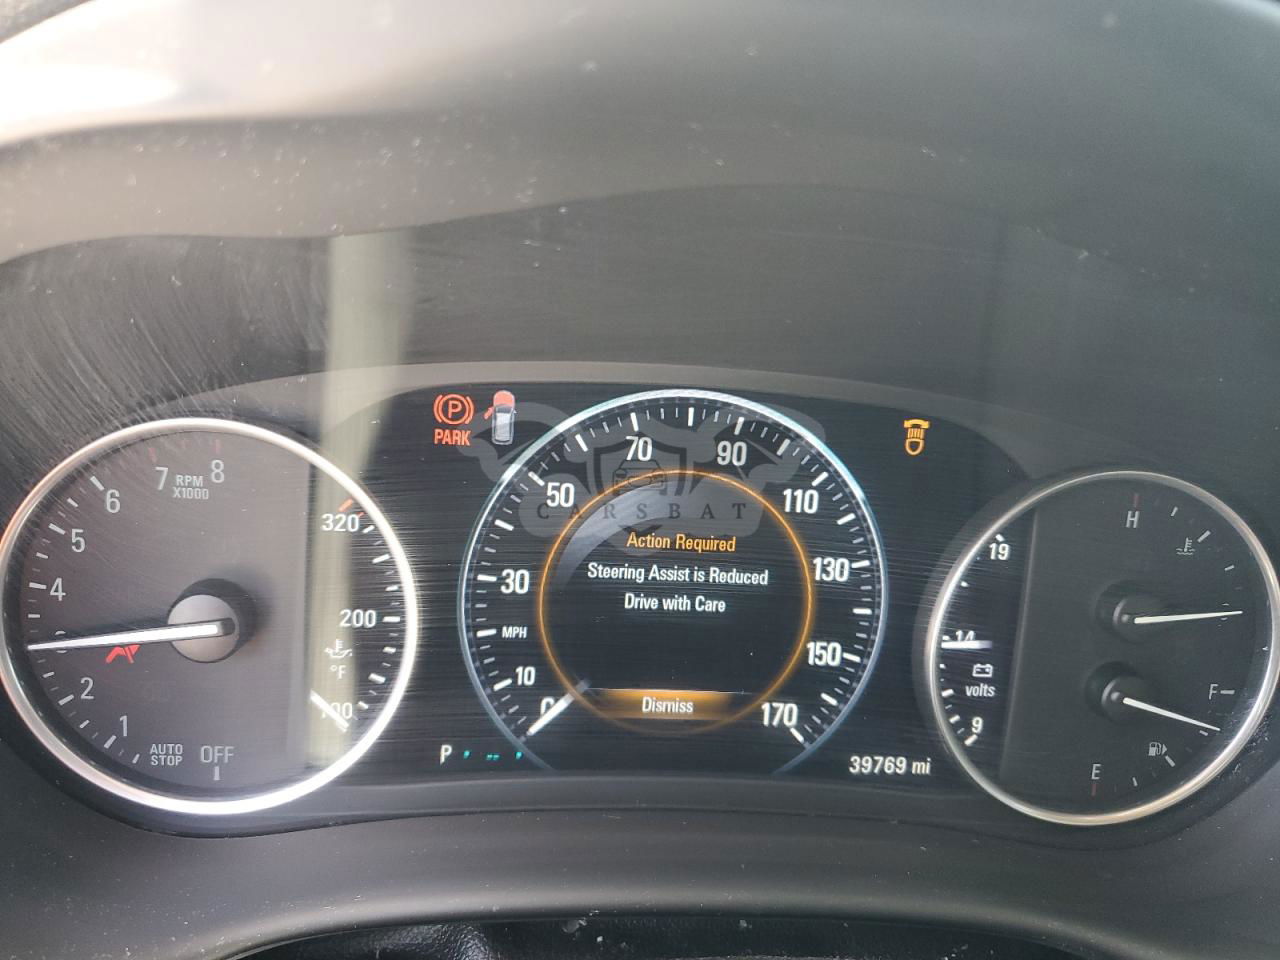 P
PARK
7
RPM
X1000
8
6
5
4
2
1
AUTO
STOP
OFF
320
200
°F
70
90
50
110
CARSBAT
Action Required
30
Steering Assist is Reduced
130
Drive with Care
MPH
150
10
0
Dismiss
170
P
39769 mi
H
19
14
volts
9
F
E